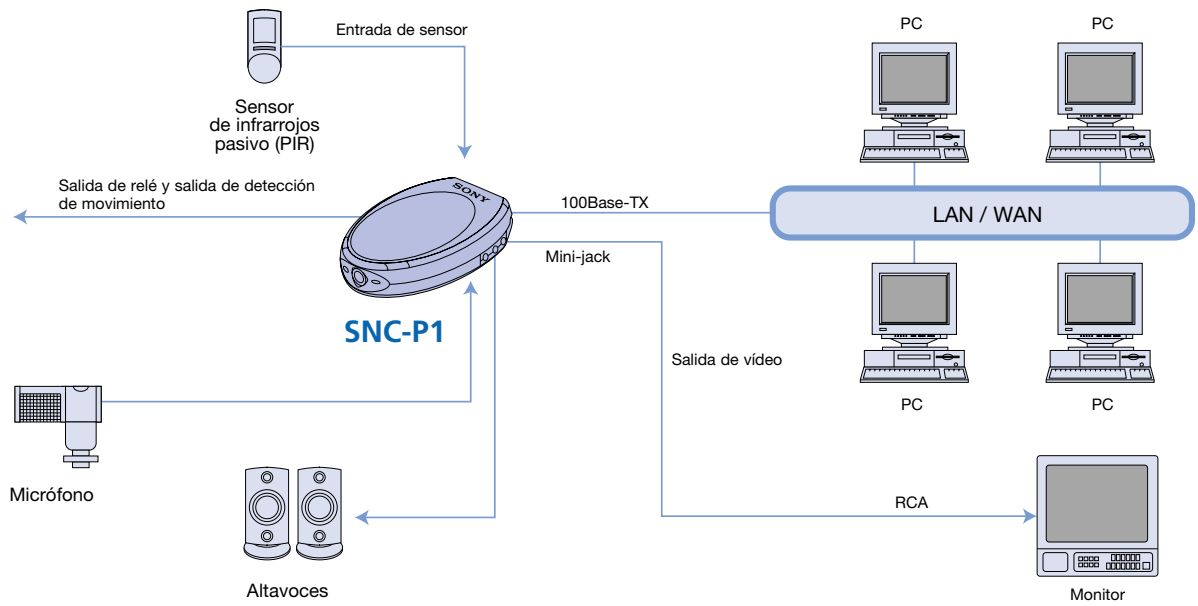 PC
PC
Entrada de sensor
Sensor
de infrarrojos
pasivo (PIR)
Salida de relé y salida de detección
de movimiento
SONY
100Base-TX
LAN / WAN
Mini-jack
SNC-P1
Salida de vídeo
PC
PC
Micrófono
RCA
Altavoces
Monitor